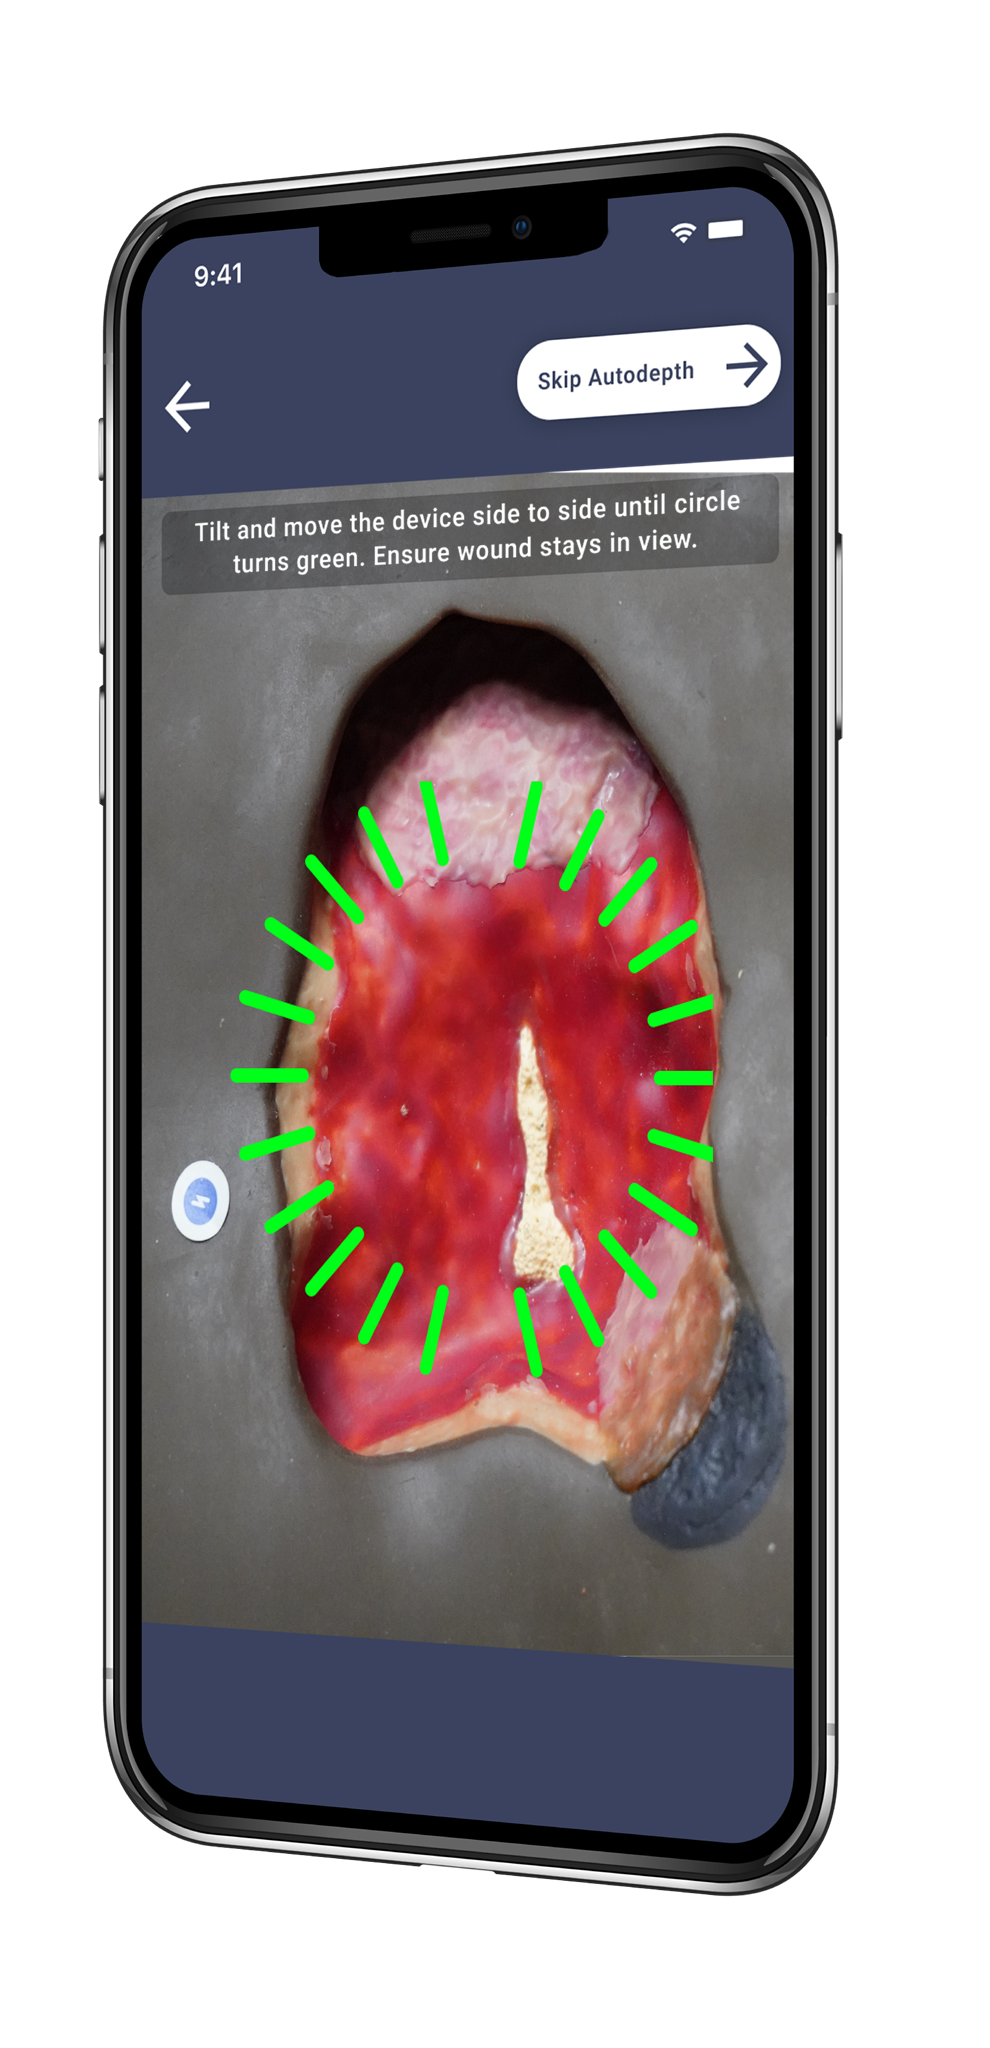 9:41
Skip Autodepth
Tilt and move the device side to side until circle
turns green. Ensure wound stays in view.